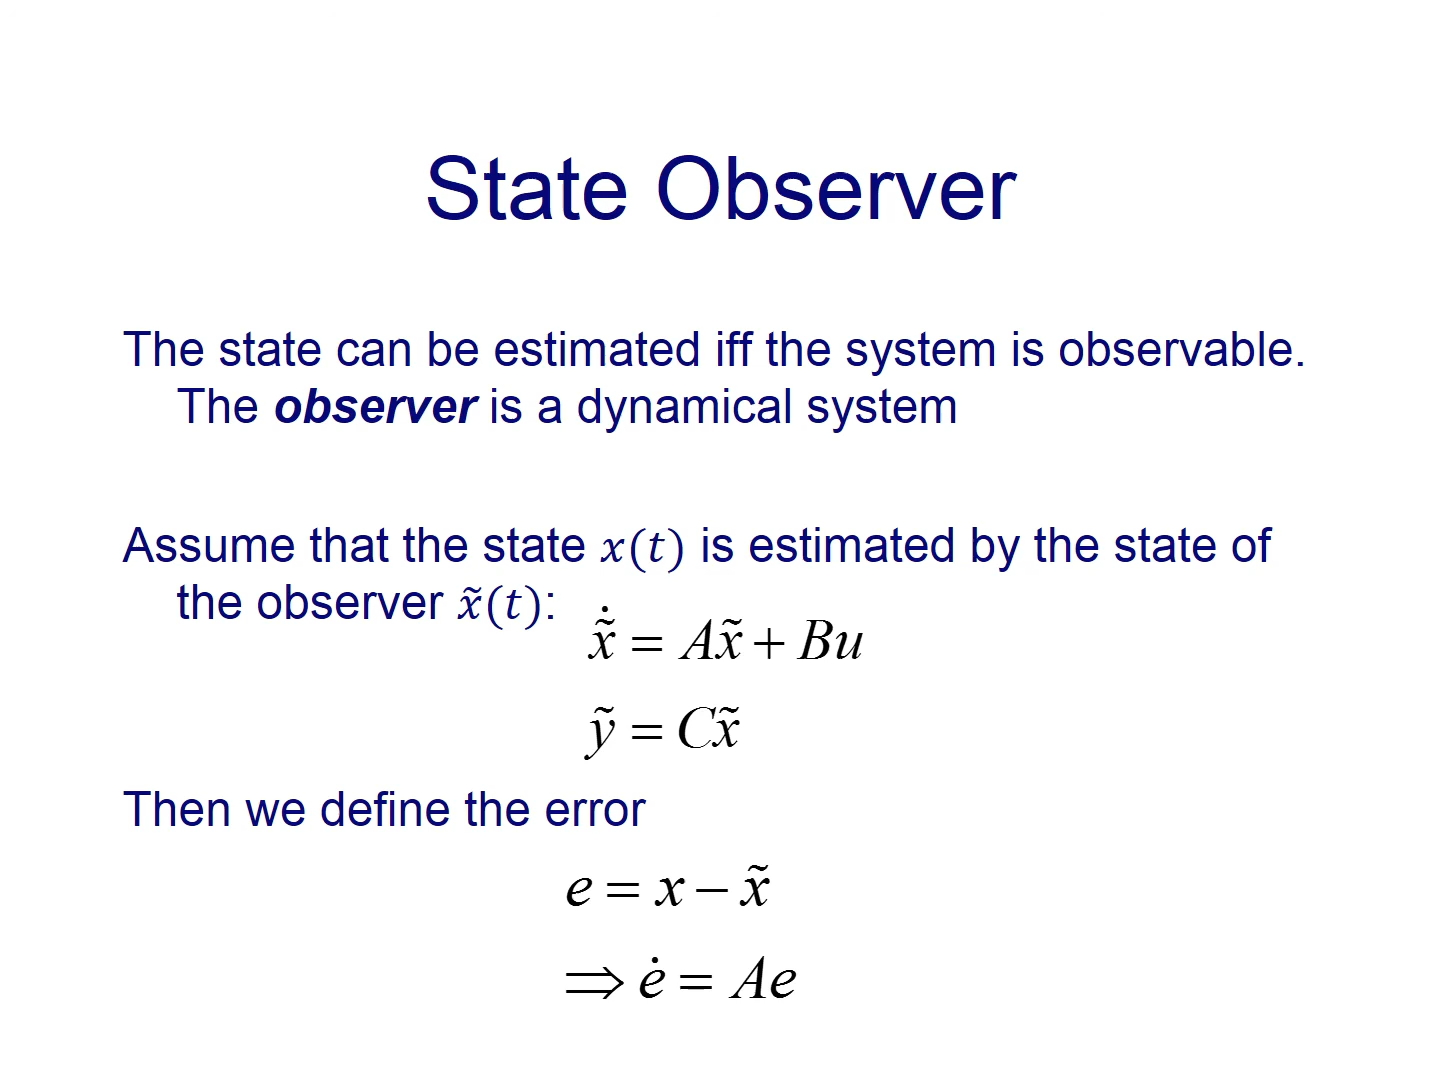 State Observer
The state can be estimated iff the system is observable.
The observer is a dynamical system
Assume that the state 𝑥(𝑡) is estimated by the state of
the observer 𝑥̃(𝑡):
ẋ̃ = Ax̃ + Bu
ỹ = Cx̃
Then we define the error
e = x − x̃
⇒ ė = Ae